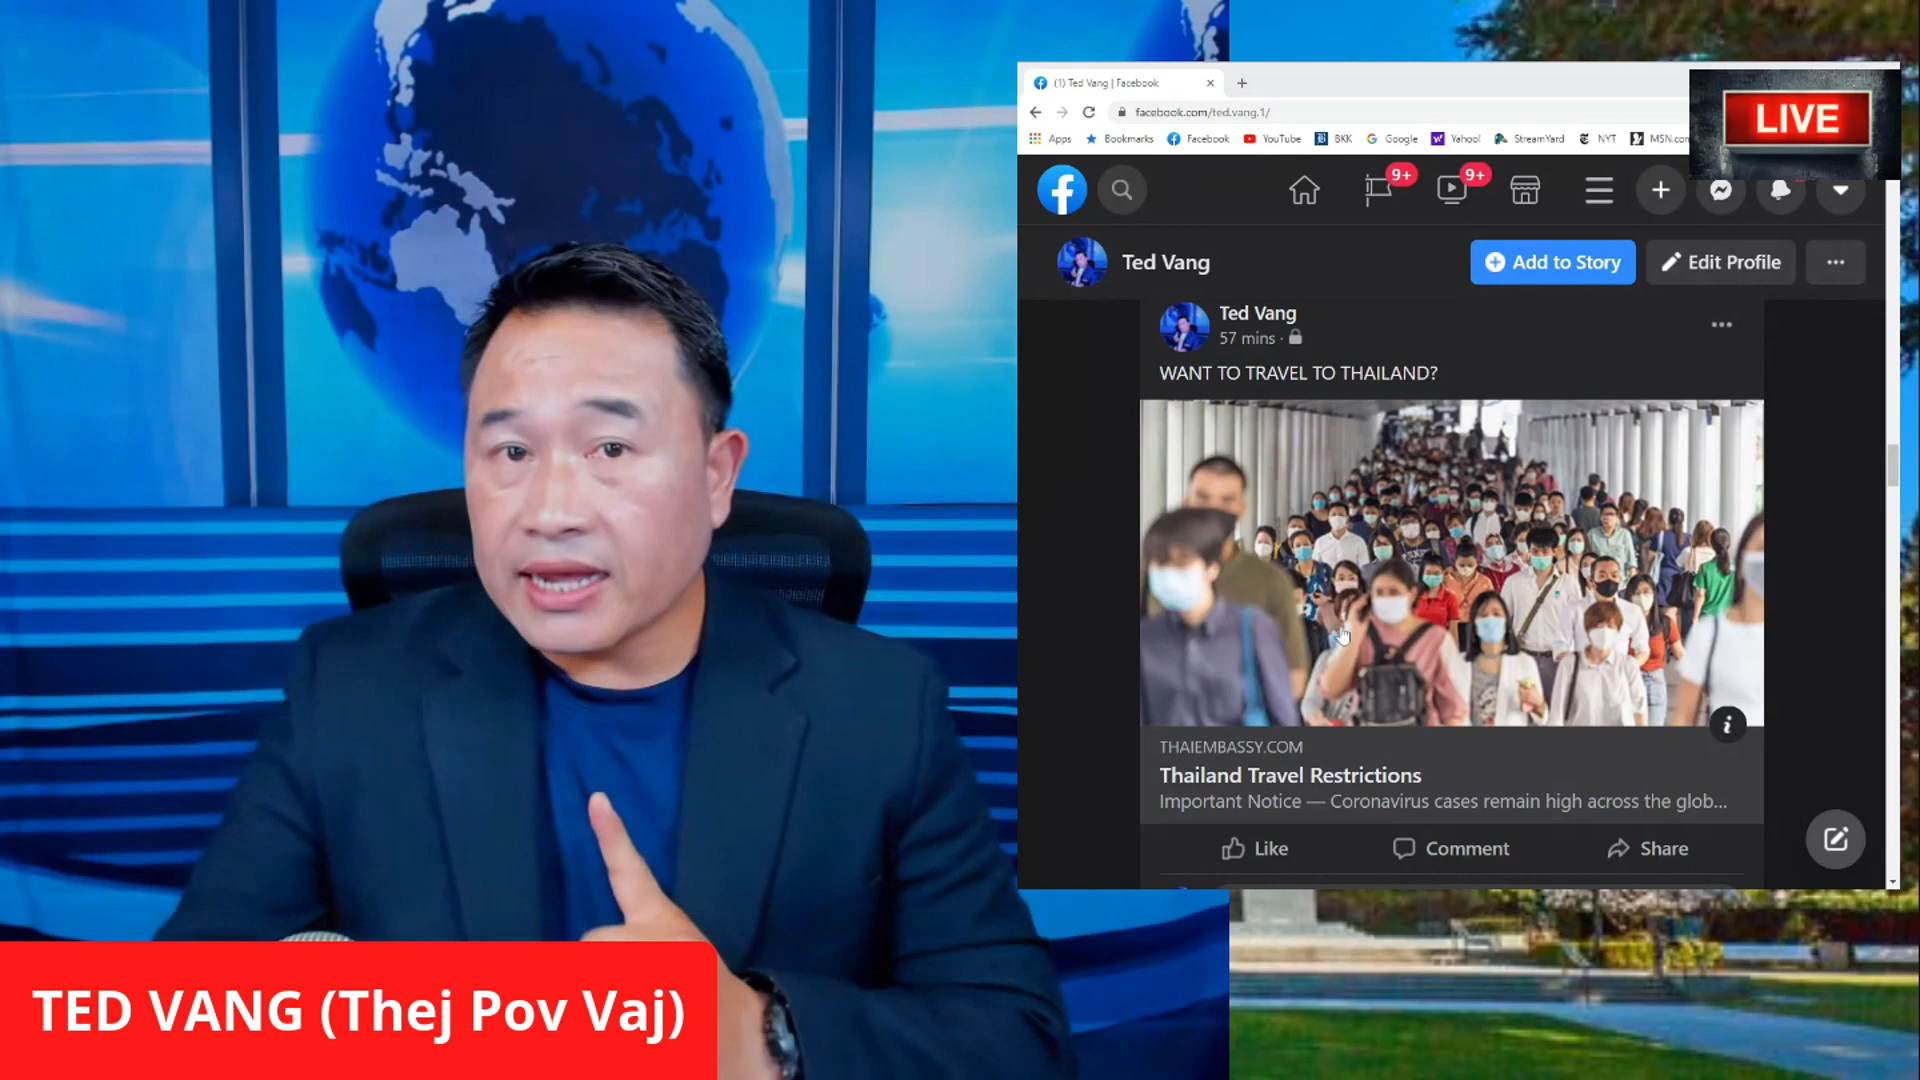 (1) Ted Vang | Facebook
LIVE
facebook.com/ted.vang.1/
Apps Bookmarks Facebook YouTube BKK Google Yahoo! StreamYard NYT MSN.com
9+ 9+
Ted Vang
Add to Story Edit Profile
Ted Vang
57 mins ·
WANT TO TRAVEL TO THAILAND?
THAIEMBASSY.COM
Thailand Travel Restrictions
Important Notice — Coronavirus cases remain high across the glob...
Like Comment Share
TED VANG (Thej Pov Vaj)